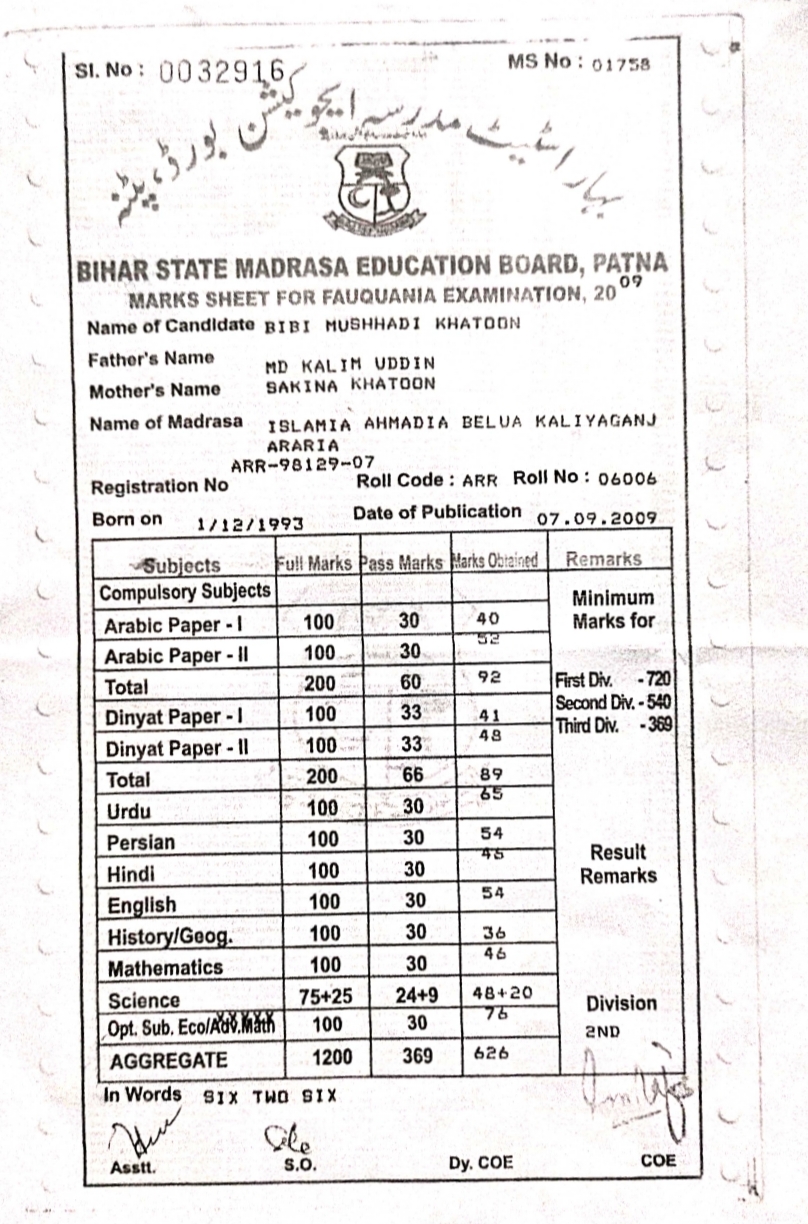 Sl. No : 0032916
MS No : 01758
بہار اسٹیٹ مدرسہ ایجوکیشن بورڈ، پٹنہ
BIHAR STATE MADRASA EDUCATION BOARD, PATNA
MARKS SHEET FOR FAUQUANIA EXAMINATION, 2009
Name of Candidate BIBI MUSHHADI KHATOON
Father's Name MD KALIM UDDIN
Mother's Name SAKINA KHATOON
Name of Madrasa ISLAMIA AHMADIA BELUA KALIYAGANJ
ARARIA
ARR-98129-07
Registration No Roll Code : ARR Roll No : 06006
Born on 1/12/1993 Date of Publication 07.09.2009
Subjects Full Marks Pass Marks Marks Obtained Remarks
Compulsory Subjects
Minimum
Marks for
Arabic Paper - I 100 30 40
Arabic Paper - II 100 30 52
Total 200 60 92 First Div. - 720
Second Div. - 540
Dinyat Paper - I 100 33 41 Third Div. - 369
Dinyat Paper - II 100 33 48
Total 200 66 89
Urdu 100 30 65
Persian 100 30 54
Hindi 100 30 45 Result
Remarks
English 100 30 54
History/Geog. 100 30 36
Mathematics 100 30 46
Science 75+25 24+9 48+20 Division
Opt. Sub. Eco/Adv.Math 100 30 76 2ND
AGGREGATE 1200 369 626
In Words SIX TWO SIX
Asstt. S.O. Dy. COE COE